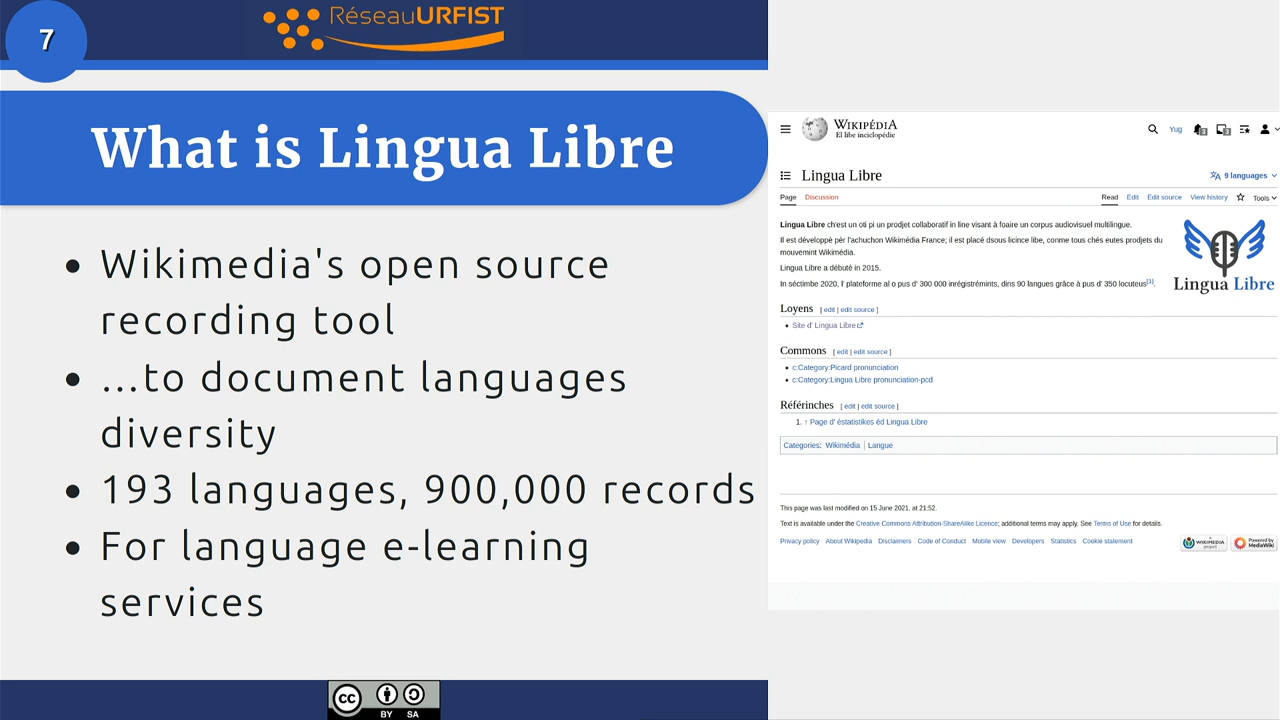 7
RéseauURFIST
What is Lingua Libre
Wikimedia's open source
recording tool
...to document languages
diversity
193 languages, 900,000 records
For language e-learning
services
cc
BY SA
WIKIPÉDIA
El libe inciclopédie
Yug
Lingua Libre
9 languages
Page Discussion
Read Edit Edit source View history Tools
Lingua Libre ch'est un oti pi un prodjet collaboratif in line visant à foaire un corpus audiovisuel multilingue.
Il est développé pèr l'achuchon Wikimédia France; il est placé dsous licince libe, conme tous chés eutes prodjets du
mouvemint Wikimédia.
Lingua Libre a débutè in 2015.
In séctimbe 2020, l' plateforme al o pus d' 300 000 inrégistrémints, dins 90 langues grâce à pus d' 350 locuteus[1].
Lingua Libre
Loyens [ edit | edit source ]
Site d' Lingua Libre
Commons [ edit | edit source ]
c:Category:Picard pronunciation
c:Category:Lingua Libre pronunciation-pcd
Référinches [ edit | edit source ]
1. ↑ Page d' éstatistikes éd Lingua Libre
Categories: Wikimédia | Langue
This page was last modified on 15 June 2021, at 21:52.
Text is available under the Creative Commons Attribution-ShareAlike Licence; additional terms may apply. See Terms of Use for details.
Privacy policy About Wikipedia Disclaimers Code of Conduct Mobile view Developers Statistics Cookie statement
A WIKIMEDIA project
Powered by MediaWiki